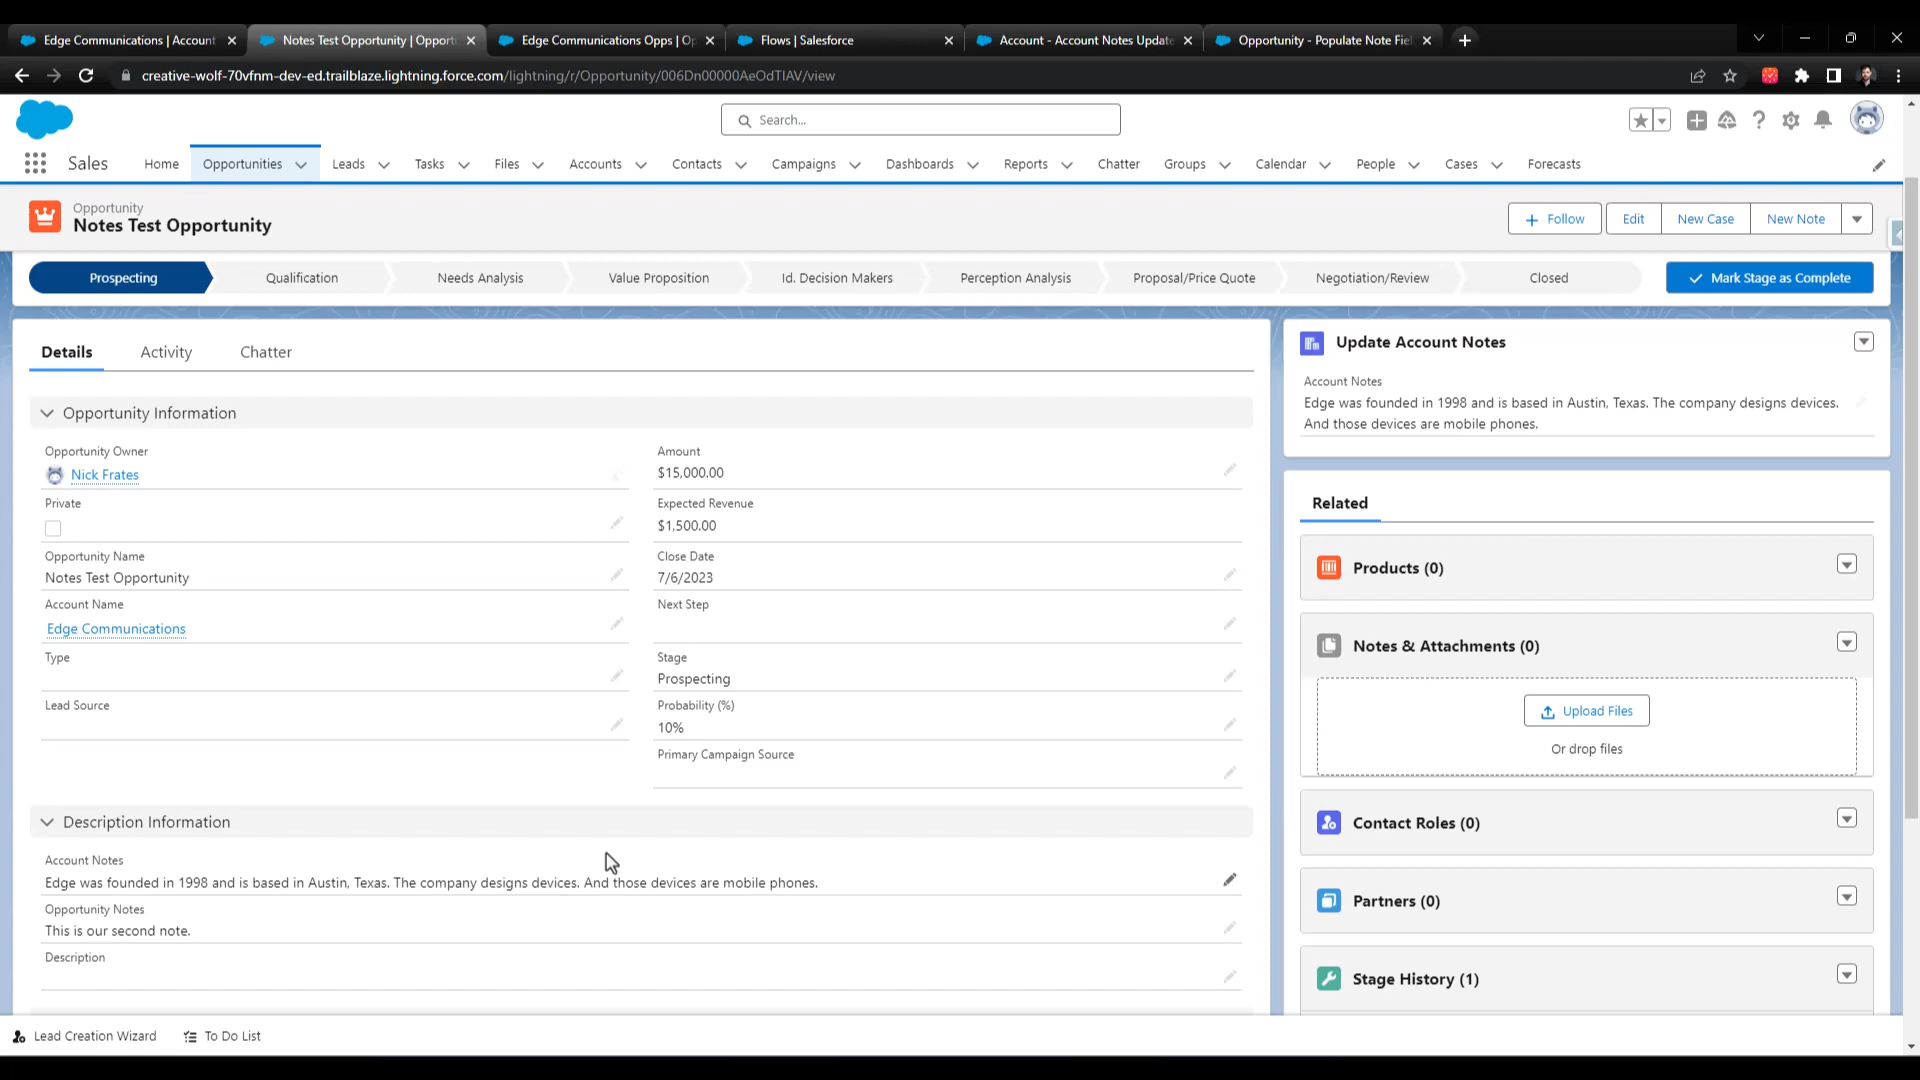 Edge Communications | Account
Notes Test Opportunity | Opport
Edge Communications Opps | Op
Flows | Salesforce
Account - Account Notes Update
Opportunity - Populate Note Fie
creative-wolf-70vfnm-dev-ed.trailblaze.lightning.force.com/lightning/r/Opportunity/006Dn00000AeOdTIAV/view
Search...
Sales
Home
Opportunities
Leads
Tasks
Files
Accounts
Contacts
Campaigns
Dashboards
Reports
Chatter
Groups
Calendar
People
Cases
Forecasts
Opportunity
Notes Test Opportunity
Follow
Edit
New Case
New Note
Prospecting
Qualification
Needs Analysis
Value Proposition
Id. Decision Makers
Perception Analysis
Proposal/Price Quote
Negotiation/Review
Closed
Mark Stage as Complete
Details
Activity
Chatter
Opportunity Information
Opportunity Owner
Nick Frates
Private
Opportunity Name
Notes Test Opportunity
Account Name
Edge Communications
Type
Lead Source
Amount
$15,000.00
Expected Revenue
$1,500.00
Close Date
7/6/2023
Next Step
Stage
Prospecting
Probability (%)
10%
Primary Campaign Source
Description Information
Account Notes
Edge was founded in 1998 and is based in Austin, Texas. The company designs devices. And those devices are mobile phones.
Opportunity Notes
This is our second note.
Description
Update Account Notes
Account Notes
Edge was founded in 1998 and is based in Austin, Texas. The company designs devices.
And those devices are mobile phones.
Related
Products (0)
Notes & Attachments (0)
Upload Files
Or drop files
Contact Roles (0)
Partners (0)
Stage History (1)
Lead Creation Wizard
To Do List